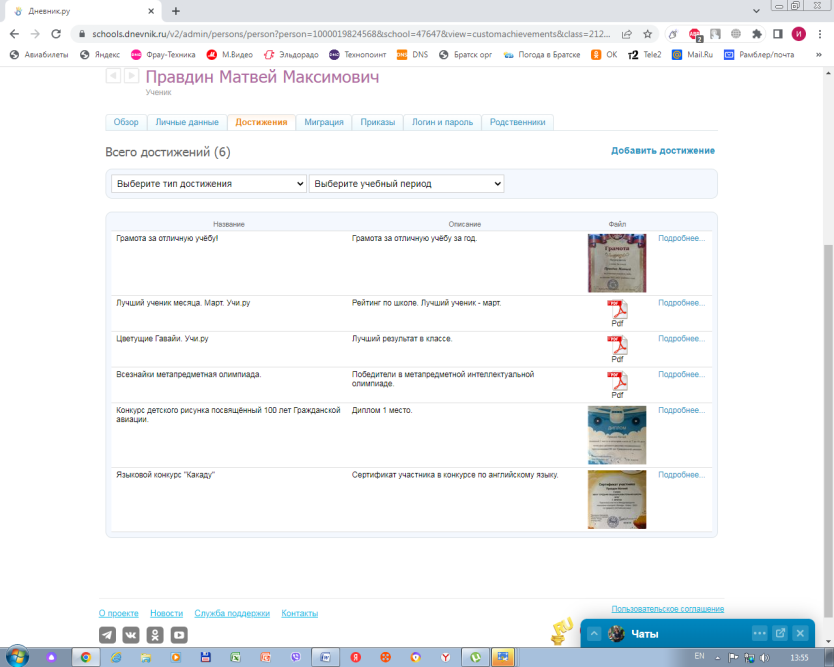 Дневник.ру
schools.dnevnik.ru/v2/admin/persons/person?person=1000019824568&school=47647&view=customachievements&class=212...
Авиабилеты Яндекс Фрау-Техника М.Видео Эльдорадо Технопоинт DNS Братск орг Погода в Братске ОК Tele2 Mail.Ru Рамблер/почта »
Правдин Матвей Максимович
Ученик
Обзор Личные данные Достижения Миграция Приказы Логин и пароль Родственники
Всего достижений (6) Добавить достижение
Выберите тип достижения Выберите учебный период
Название Описание Файл
Грамота за отличную учёбу! Грамота за отличную учёбу за год. Грамота Подробнее...
Лучший ученик месяца. Март. Учи.ру Рейтинг по школе. Лучший ученик - март. Pdf Подробнее...
Цветущие Гавайи. Учи.ру Лучший результат в классе. Pdf Подробнее...
Всезнайки метапредметная олимпиада. Победители в метапредметной интеллектуальной олимпиаде. Pdf Подробнее...
Конкурс детского рисунка посвящённый 100 лет Гражданской авиации. Диплом 1 место. Подробнее...
Языковой конкурс "Какаду" Сертификат участника в конкурсе по английскому языку. Подробнее...
О проекте Новости Служба поддержки Контакты Пользовательское соглашение
Чаты
EN 13:55